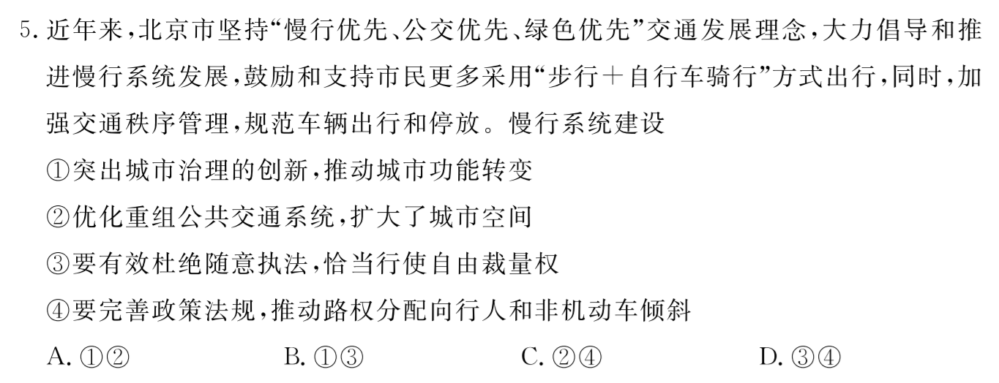 5. 近年来,北京市坚持“慢行优先、公交优先、绿色优先”交通发展理念,大力倡导和推
进慢行系统发展,鼓励和支持市民更多采用“步行+自行车骑行”方式出行,同时,加
强交通秩序管理,规范车辆出行和停放。慢行系统建设
①突出城市治理的创新,推动城市功能转变
②优化重组公共交通系统,扩大了城市空间
③要有效杜绝随意执法,恰当行使自由裁量权
④要完善政策法规,推动路权分配向行人和非机动车倾斜
A. ①② B. ①③ C. ②④ D. ③④